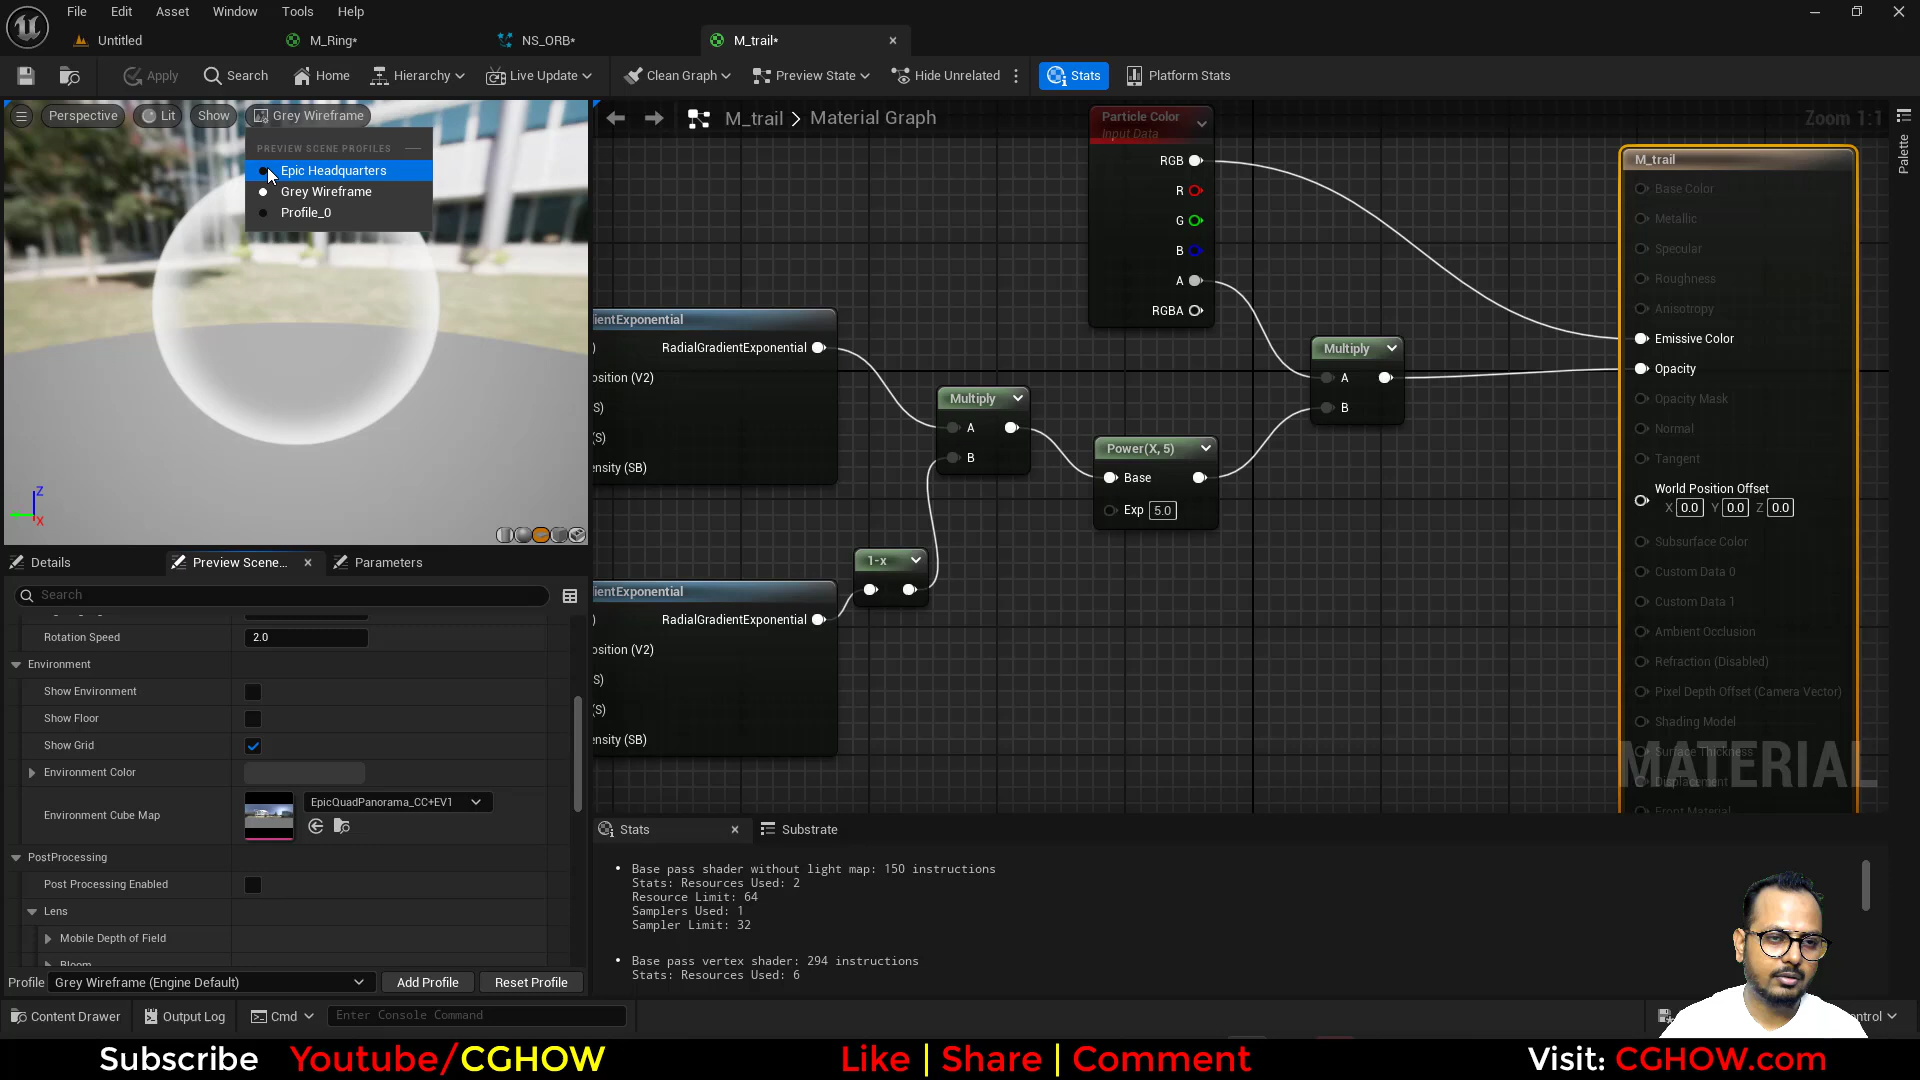 File Edit Asset Window Tools Help
Untitled M_Ring* NS_ORB* M_trail*
Apply Search Home Hierarchy Live Update Clean Graph Preview State Hide Unrelated Stats Platform Stats
Perspective Lit Show Grey Wireframe
PREVIEW SCENE PROFILES
Epic Headquarters
Grey Wireframe
Profile_0
Z
X
Details Preview Scene... Parameters
Search
Rotation Speed 2.0
Environment
Show Environment
Show Floor
Show Grid
Environment Color
Environment Cube Map EpicQuadPanorama_CC+EV1
PostProcessing
Post Processing Enabled
Lens
Mobile Depth of Field
Bloom
Profile Grey Wireframe (Engine Default) Add Profile Reset Profile
M_trail > Material Graph
Zoom 1:1
Palette
Particle Color
Input Data
RGB
R
G
B
A
RGBA
ientExponential
) RadialGradientExponential
osition (V2)
S)
(S)
ensity (SB)
Multiply
A
B
1-x
ientExponential
) RadialGradientExponential
osition (V2)
S)
(S)
ensity (SB)
Power(X, 5)
Base
Exp 5.0
Multiply
A
B
M_trail
Base Color
Metallic
Specular
Roughness
Anisotropy
Emissive Color
Opacity
Opacity Mask
Normal
Tangent
World Position Offset
X 0.0 Y 0.0 Z 0.0
Subsurface Color
Custom Data 0
Custom Data 1
Ambient Occlusion
Refraction (Disabled)
Pixel Depth Offset (Camera Vector)
Shading Model
Surface Thickness
Displacement
Front Material
MATERIAL
Stats Substrate
Base pass shader without light map: 150 instructions
Stats: Resources Used: 2
Resource Limit: 64
Samplers Used: 1
Sampler Limit: 32
Base pass vertex shader: 294 instructions
Stats: Resources Used: 6
Content Drawer Output Log Cmd Enter Console Command
ontrol
Subscribe Youtube/CGHOW Like | Share | Comment Visit: CGHOW.com